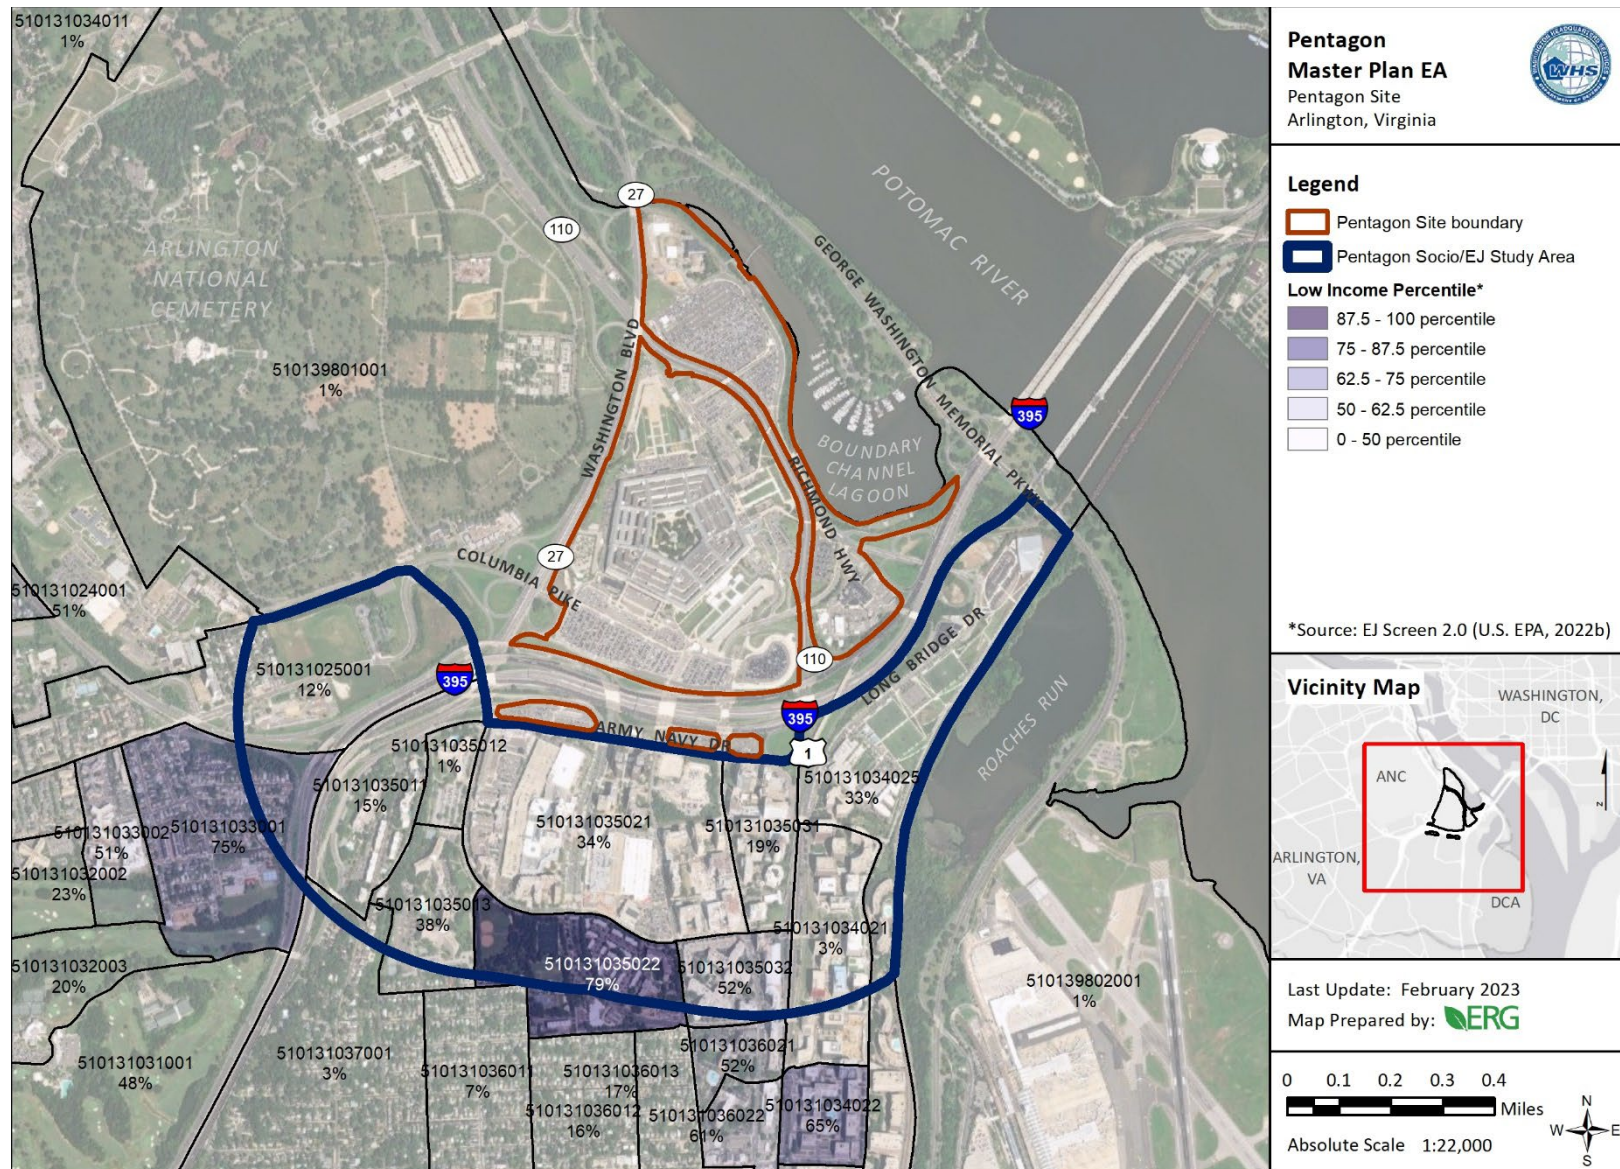 510131034011
1%
ARLINGTON
NATIONAL
CEMETERY
27
110
POTOMAC RIVER
GEORGE WASHINGTON MEMORIAL PKWY
WASHINGTON BLVD
510139801001
1%
395
BOUNDARY
CHANNEL
LAGOON
RICHMOND HWY
27
COLUMBIA PIKE
510131024001
51%
510131025001
12%
395
110
LONG BRIDGE DR
395
ARMY NAVY DR
1
ROACHES RUN
510131035012
1%
510131035011
15%
510131034025
33%
510131033002
51%
510131033001
75%
510131035021
34%
510131035031
19%
510131032002
23%
510131035013
38%
510131034021
3%
510131032003
20%
510131035022
79%
510131035032
52%
510139802001
1%
510131031001
48%
510131037001
3%
510131036011
7%
510131036013
17%
510131036012
16%
510131036021
52%
510131036022
61%
510131034022
65%
Pentagon
Master Plan EA
Pentagon Site
Arlington, Virginia
WASHINGTON HEADQUARTERS SERVICES
WHS
DEPARTMENT OF DEFENSE
Legend
Pentagon Site boundary
Pentagon Socio/EJ Study Area
Low Income Percentile*
87.5 - 100 percentile
75 - 87.5 percentile
62.5 - 75 percentile
50 - 62.5 percentile
0 - 50 percentile
*Source: EJ Screen 2.0 (U.S. EPA, 2022b)
Vicinity Map
WASHINGTON,
DC
ANC
N
ARLINGTON,
VA
DCA
Last Update: February 2023
Map Prepared by: ERG
0 0.1 0.2 0.3 0.4
Miles
Absolute Scale 1:22,000
N
W E
S